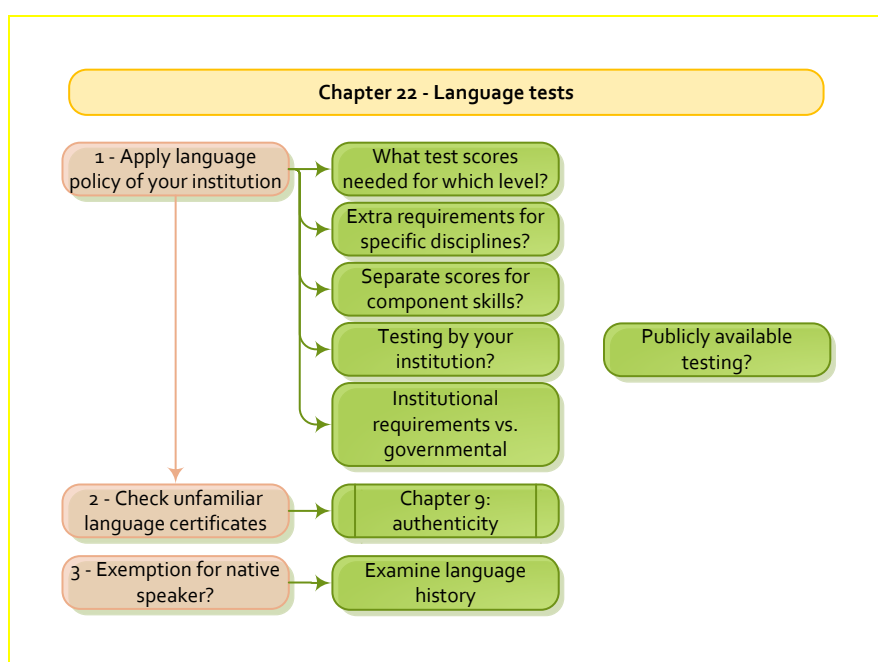 Chapter 22 - Language tests
1 - Apply language
policy of your institution
What test scores
needed for which level?
Extra requirements for
specific disciplines?
Separate scores for
component skills?
Testing by your
institution?
Publicly available
testing?
Institutional
requirements vs.
governmental
2 - Check unfamiliar
language certificates
Chapter 9:
authenticity
3 - Exemption for native
speaker?
Examine language
history